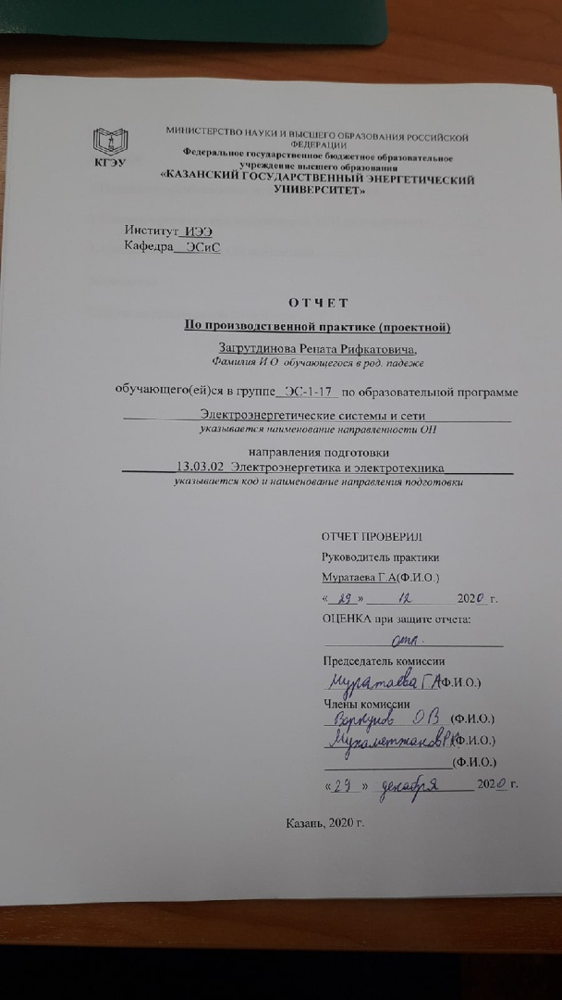 МИНИСТЕРСТВО НАУКИ И ВЫСШЕГО ОБРАЗОВАНИЯ РОССИЙСКОЙ
ФЕДЕРАЦИИ
Федеральное государственное бюджетное образовательное
учреждение высшего образования
«КАЗАНСКИЙ ГОСУДАРСТВЕННЫЙ ЭНЕРГЕТИЧЕСКИЙ
УНИВЕРСИТЕТ»
КГЭУ
Институт ИЭЭ
Кафедра ЭСиС
О Т Ч Е Т
По производственной практике (проектной)
Загрутдинова Рената Рифкатовича,
Фамилия И О обучающегося в род. падеже
обучающего(ей)ся в группе ЭС-1-17 по образовательной программе
Электроэнергетические системы и сети
указывается наименование направленности ОП
направления подготовки
13.03.02 Электроэнергетика и электротехника
указывается код и наименование направления подготовки
ОТЧЕТ ПРОВЕРИЛ
Руководитель практики
Муратаева Г.А(Ф.И.О.)
«29» 12 2020 г.
ОЦЕНКА при защите отчета:
отл.
Председатель комиссии
Муратаева Г А (Ф.И.О.)
Члены комиссии
Воркунов О В (Ф.И.О.)
Мухаметжанов Р.Н. (Ф.И.О.)
(Ф.И.О.)
«29» декабря 2020 г.
Казань, 2020 г.